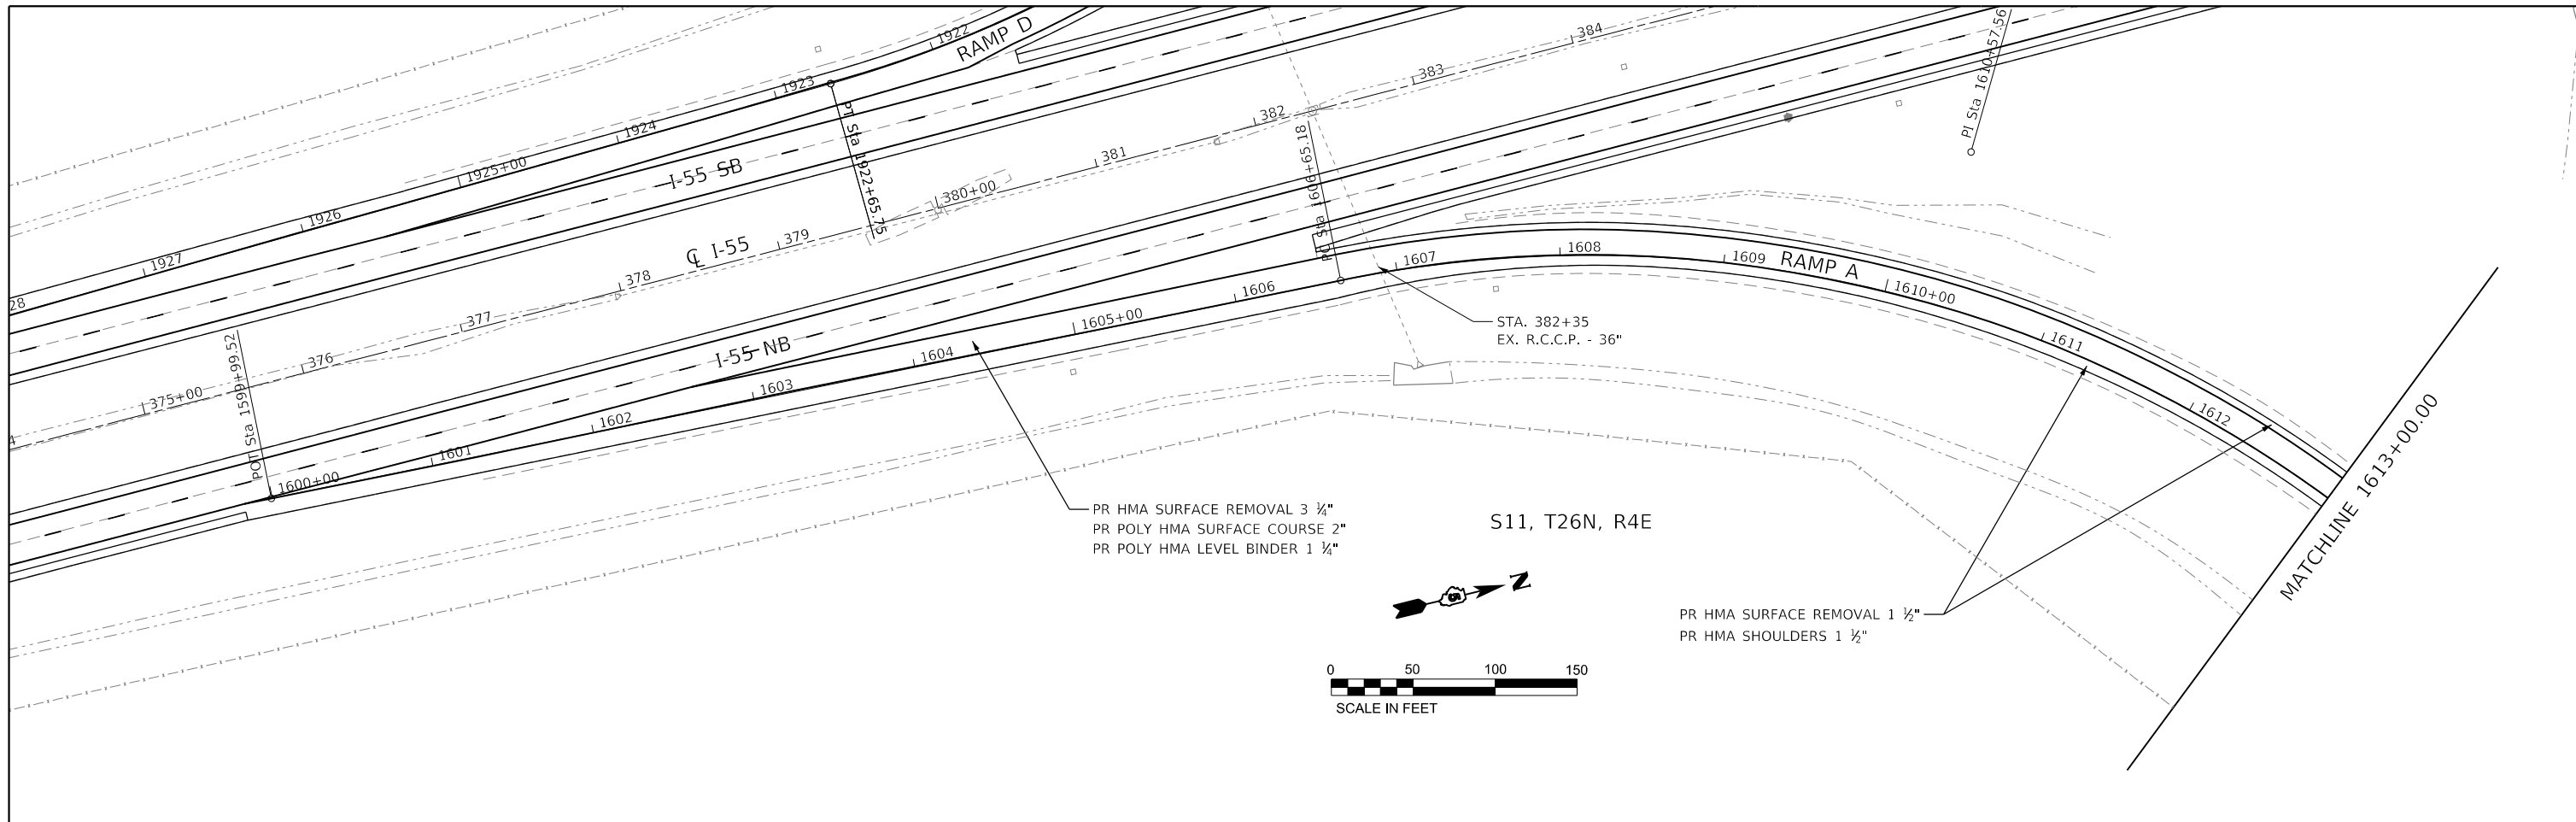 1922
RAMP D
1923
1924
1925+00
1926
1927
28
PT Sta 1922+65.75
I-55 SB
384
383
382
381
380+00
379
℄ I-55
378
377
376
375+00
4
PI Sta 1610+57.56
PC Sta 1606+65.18
POT Sta 1599+99.52
I-55 NB
1600+00
1601
1602
1603
1604
1605+00
1606
1607
1608
1609
RAMP A
1610+00
1611
1612
STA. 382+35
EX. R.C.C.P. - 36"
MATCHLINE 1613+00.00
PR HMA SURFACE REMOVAL 3 ¼"
PR POLY HMA SURFACE COURSE 2"
PR POLY HMA LEVEL BINDER 1 ¼"
S11, T26N, R4E
N
PR HMA SURFACE REMOVAL 1 ½"
PR HMA SHOULDERS 1 ½"
0 50 100 150
SCALE IN FEET